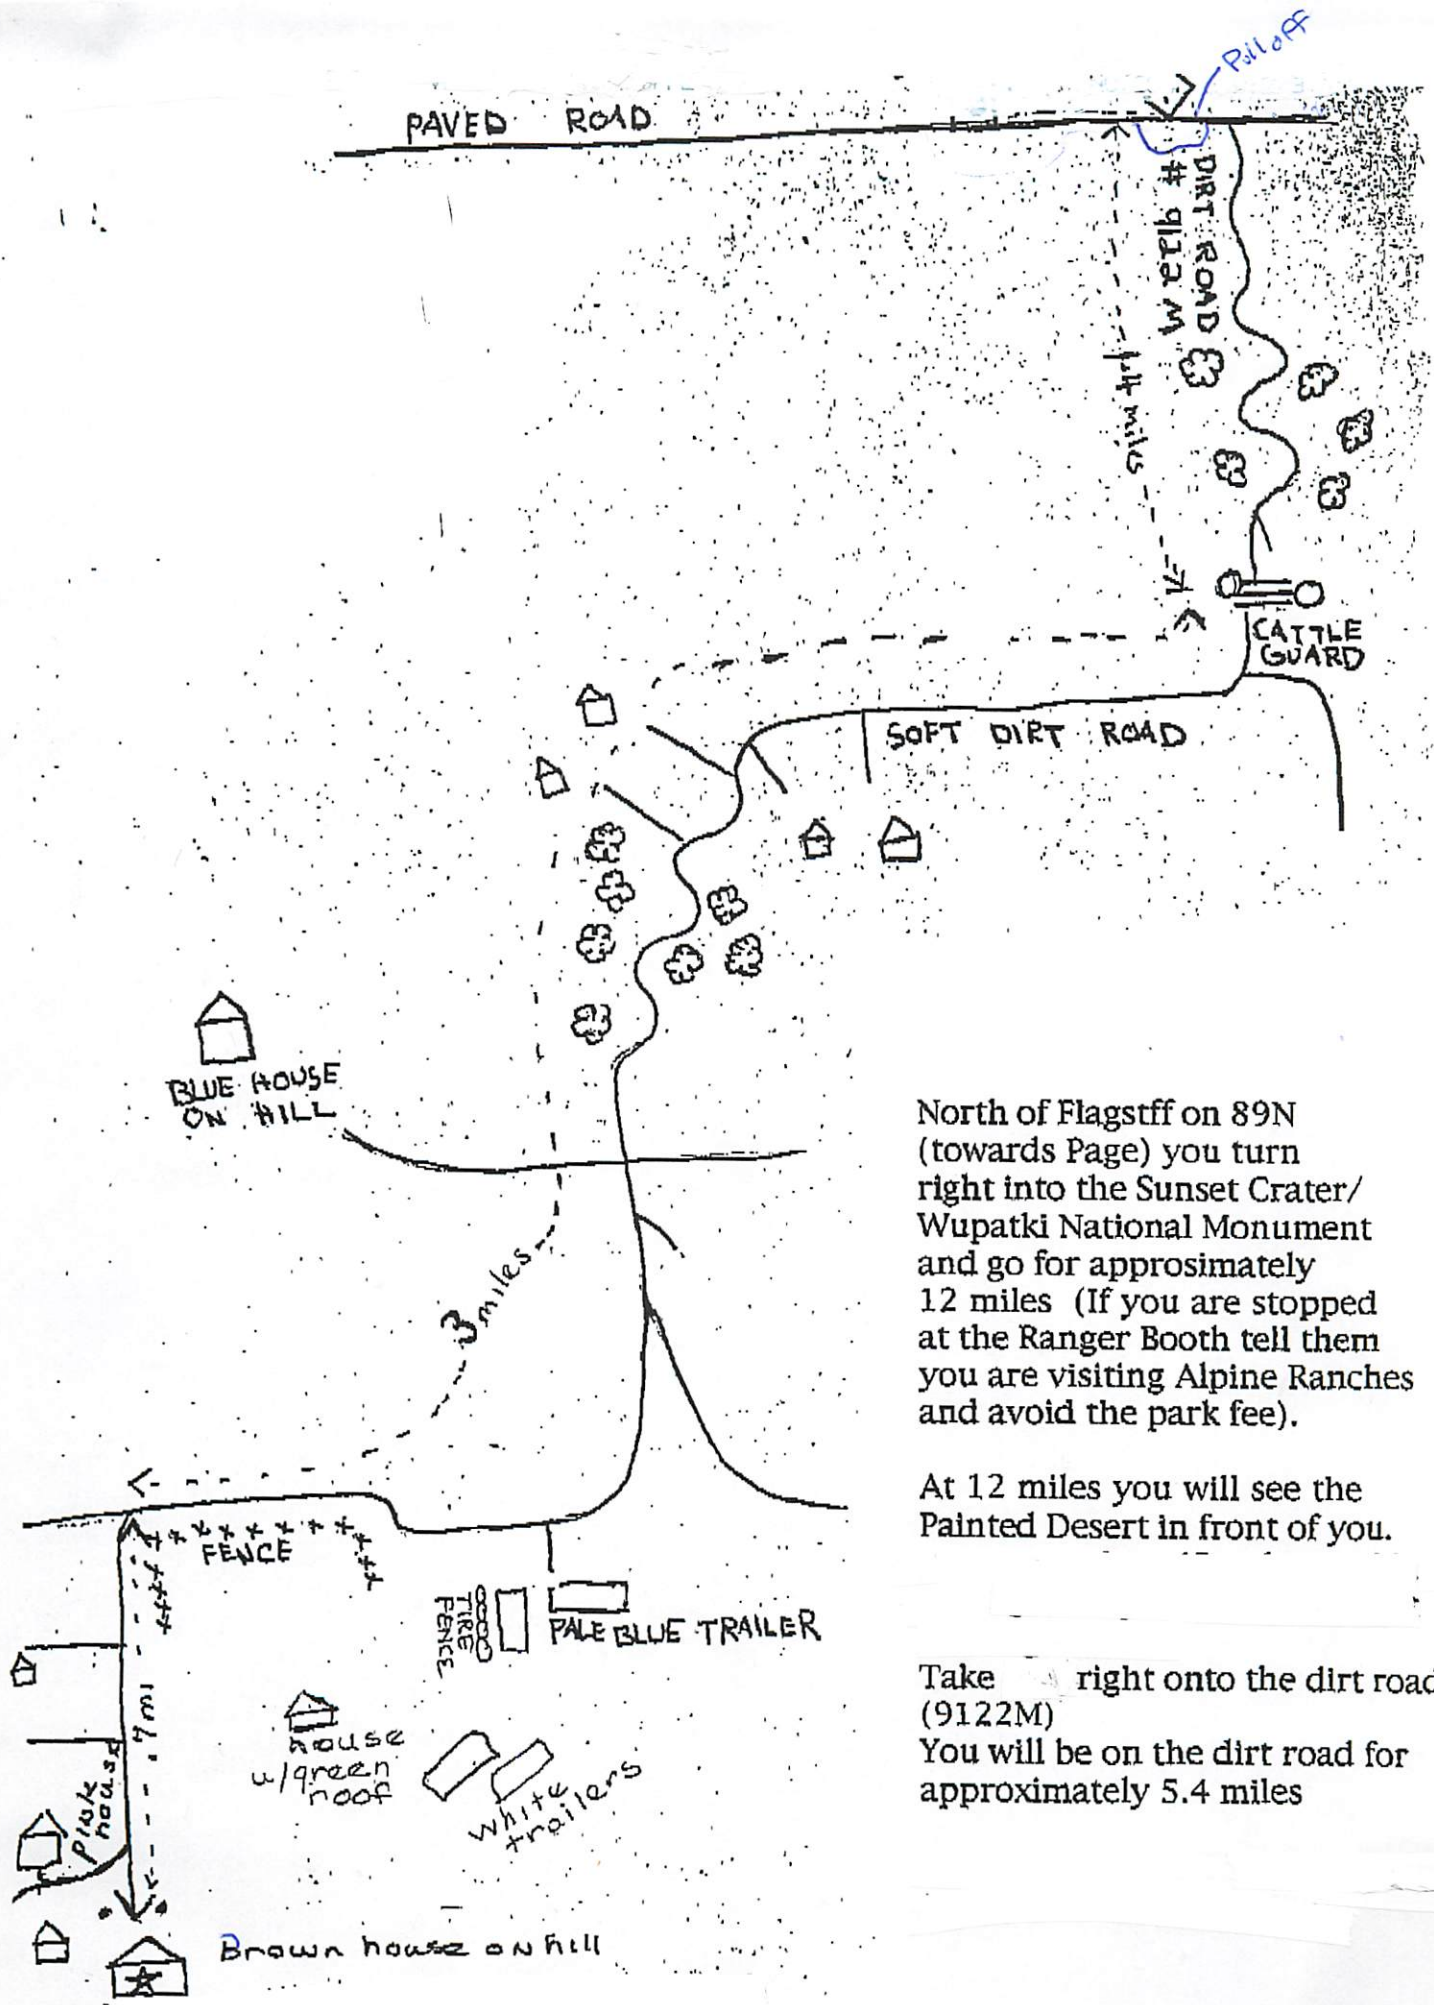 Pull off
PAVED ROAD
DIRT ROAD
# 9122 M
miles
CATTLE
GUARD
SOFT DIRT ROAD
BLUE HOUSE
ON HILL
3 miles
North of Flagstff on 89N
(towards Page) you turn
right into the Sunset Crater/
Wupatki National Monument
and go for approsimately
12 miles (If you are stopped
at the Ranger Booth tell them
you are visiting Alpine Ranches
and avoid the park fee).
At 12 miles you will see the
Painted Desert in front of you.
FENCE
TIRE
FENCE
PALE BLUE TRAILER
Take right onto the dirt road
(9122M)
You will be on the dirt road for
approximately 5.4 miles
house
w/green
roof
white
trailers
.7 mi
Pink
house
Brown house on hill